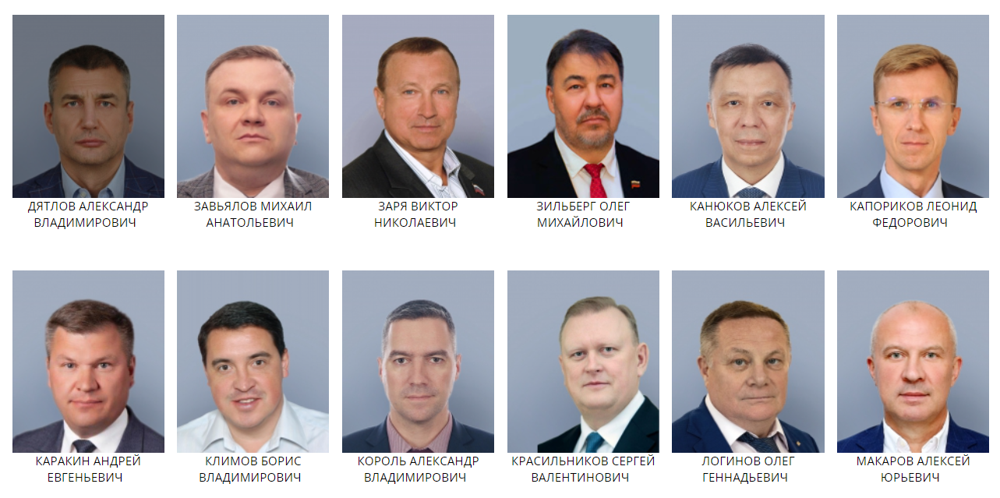 ДЯТЛОВ АЛЕКСАНДР
ВЛАДИМИРОВИЧ
ЗАВЬЯЛОВ МИХАИЛ
АНАТОЛЬЕВИЧ
ЗАРЯ ВИКТОР
НИКОЛАЕВИЧ
ЗИЛЬБЕРГ ОЛЕГ
МИХАЙЛОВИЧ
КАНЮКОВ АЛЕКСЕЙ
ВАСИЛЬЕВИЧ
КАПОРИКОВ ЛЕОНИД
ФЕДОРОВИЧ
КАРАКИН АНДРЕЙ
ЕВГЕНЬЕВИЧ
КЛИМОВ БОРИС
ВЛАДИМИРОВИЧ
КОРОЛЬ АЛЕКСАНДР
ВЛАДИМИРОВИЧ
КРАСИЛЬНИКОВ СЕРГЕЙ
ВАЛЕНТИНОВИЧ
ЛОГИНОВ ОЛЕГ
ГЕННАДЬЕВИЧ
МАКАРОВ АЛЕКСЕЙ
ЮРЬЕВИЧ